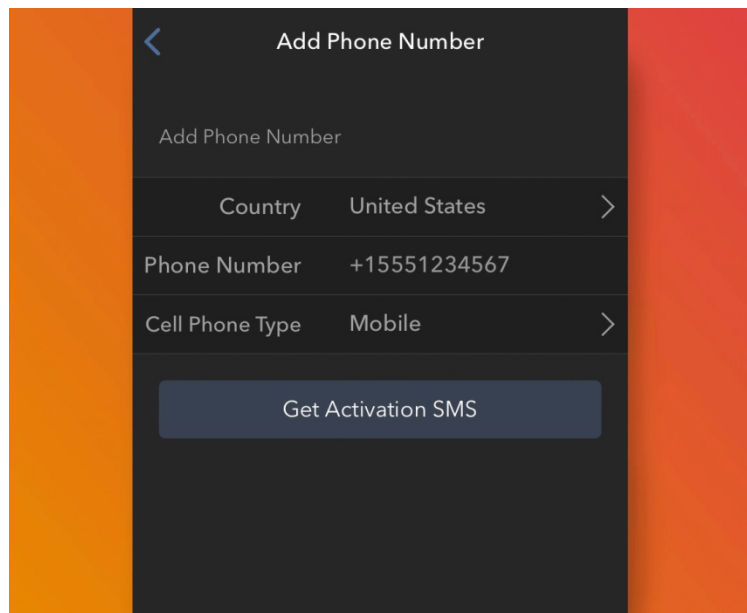 Add Phone Number
Add Phone Number
Country United States
Phone Number +15551234567
Cell Phone Type Mobile
Get Activation SMS